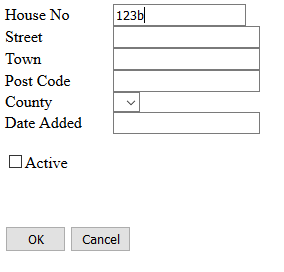 House No 123b
Street
Town
Post Code
County
Date Added
Active
OK Cancel